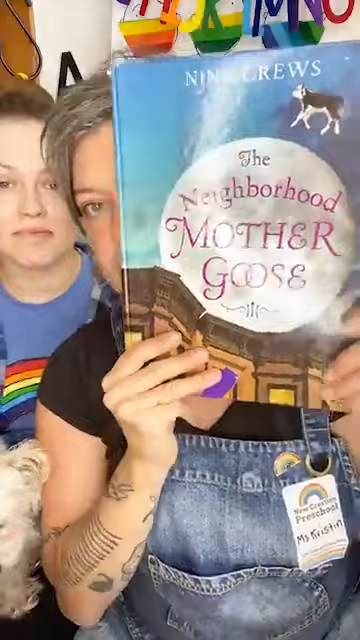 NINA CREWS
The
Neighborhood
MOTHER
GOOSE
New Creation
Preschool
Ms Kristin